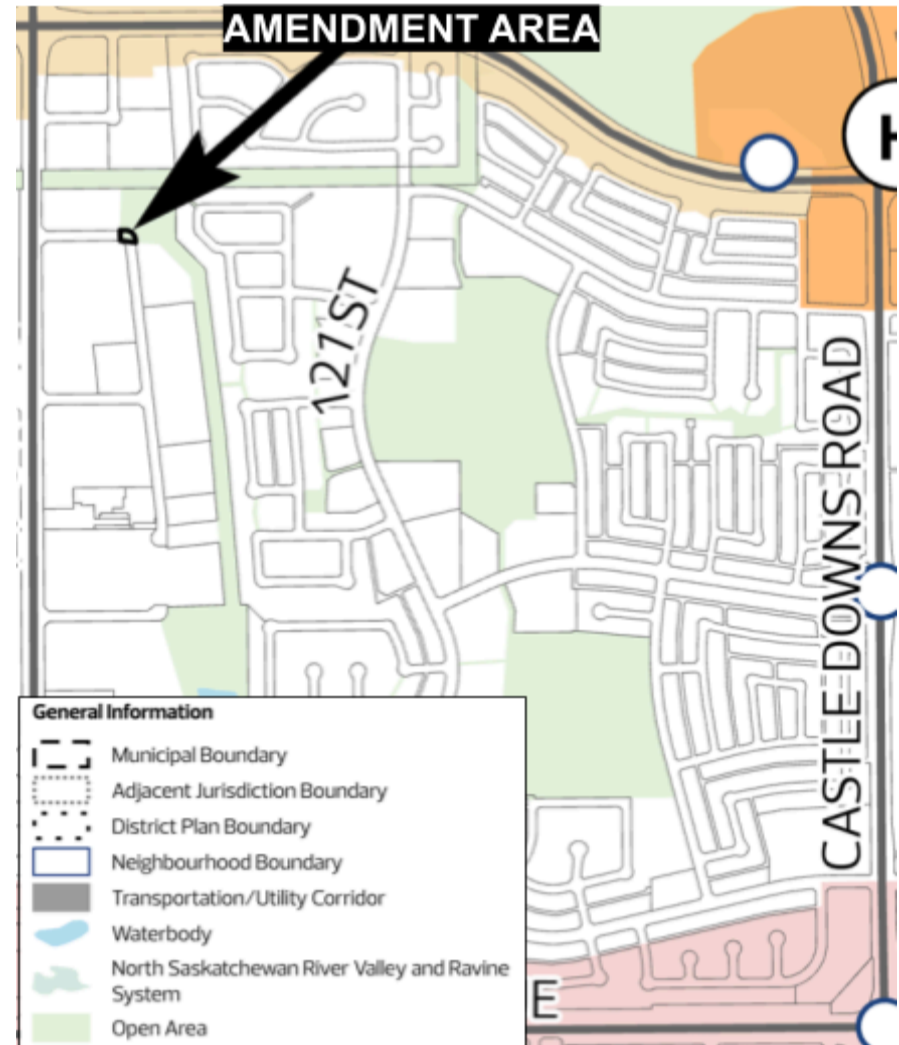 AMENDMENT AREA
H
121 ST
CASTLE DOWNS ROAD
General Information
Municipal Boundary
Adjacent Jurisdiction Boundary
District Plan Boundary
Neighbourhood Boundary
Transportation/Utility Corridor
Waterbody
North Saskatchewan River Valley and Ravine
System
Open Area
E